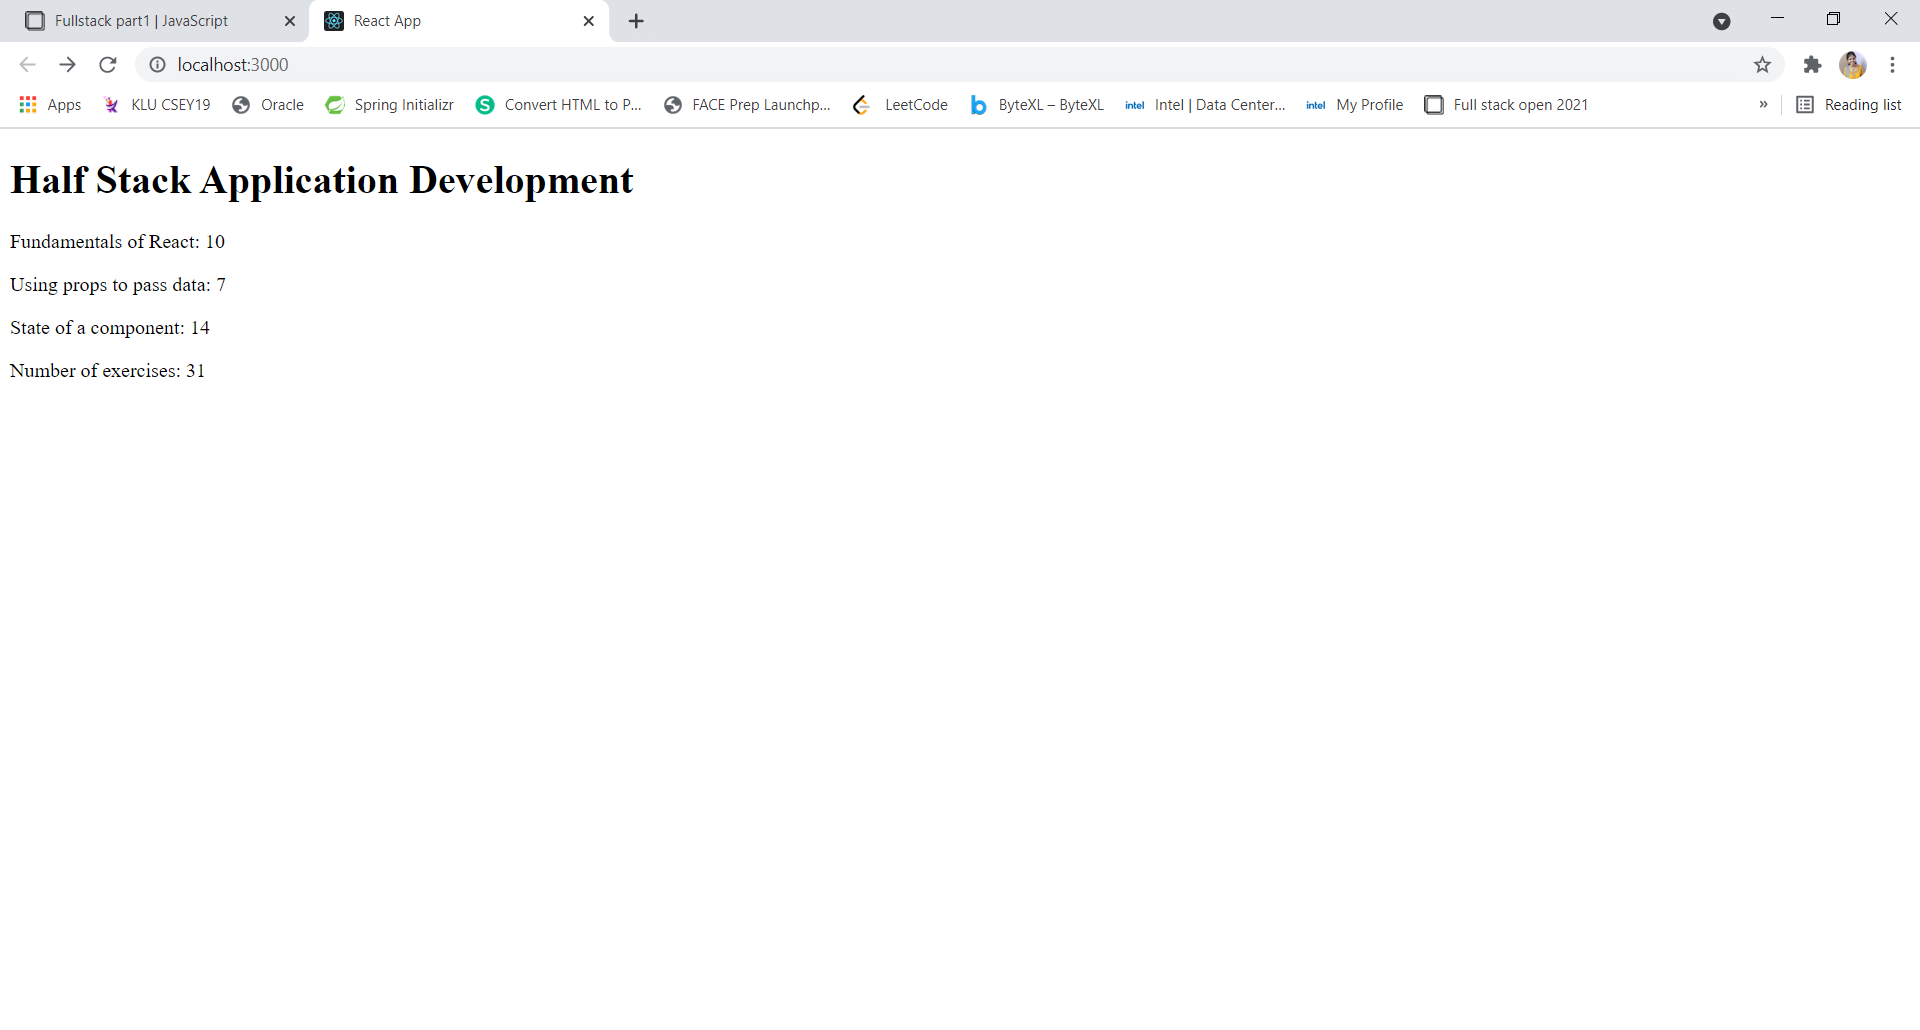 Fullstack part1 | JavaScript React App
localhost:3000
Apps KLU CSEY19 Oracle Spring Initializr S Convert HTML to P... FACE Prep Launchp... LeetCode b ByteXL – ByteXL intel Intel | Data Center... intel My Profile Full stack open 2021 » Reading list
Half Stack Application Development
Fundamentals of React: 10
Using props to pass data: 7
State of a component: 14
Number of exercises: 31